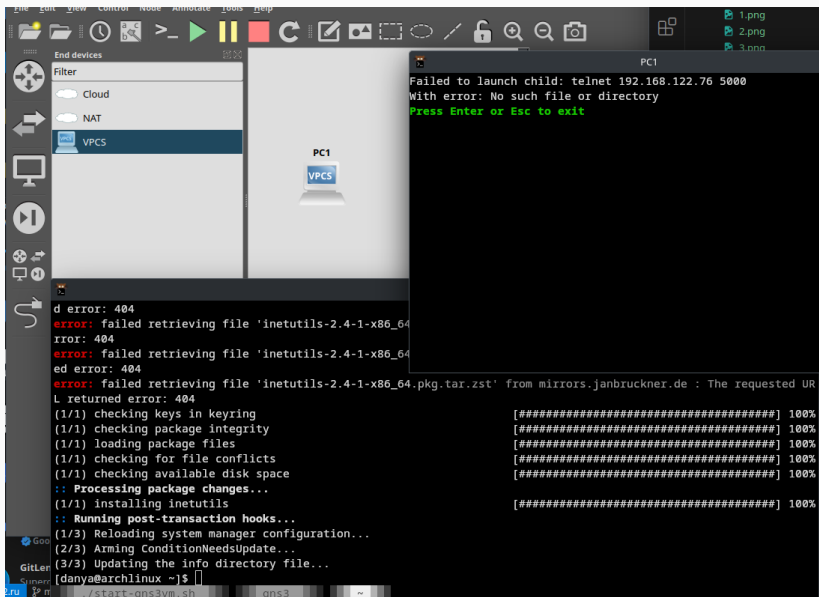 File Edit View Control Node Annotate Tools Help
1.png
2.png
3.png
End devices
Filter
Cloud
NAT
VPCS
PC1
VPCS
PC1
Failed to launch child: telnet 192.168.122.76 5000
With error: No such file or directory
Press Enter or Esc to exit
d error: 404
error: failed retrieving file 'inetutils-2.4-1-x86_64
rror: 404
error: failed retrieving file 'inetutils-2.4-1-x86_64
ed error: 404
error: failed retrieving file 'inetutils-2.4-1-x86_64.pkg.tar.zst' from mirrors.janbruckner.de : The requested UR
L returned error: 404
(1/1) checking keys in keyring [######################################] 100%
(1/1) checking package integrity [######################################] 100%
(1/1) loading package files [######################################] 100%
(1/1) checking for file conflicts [######################################] 100%
(1/1) checking available disk space [######################################] 100%
:: Processing package changes...
(1/1) installing inetutils [######################################] 100%
:: Running post-transaction hooks...
(1/3) Reloading system manager configuration...
(2/3) Arming ConditionNeedsUpdate...
(3/3) Updating the info directory file...
[danya@archlinux ~]$
Goo
GitLen
Superc
2.ru
./start-gns3vm.sh gns3 ~